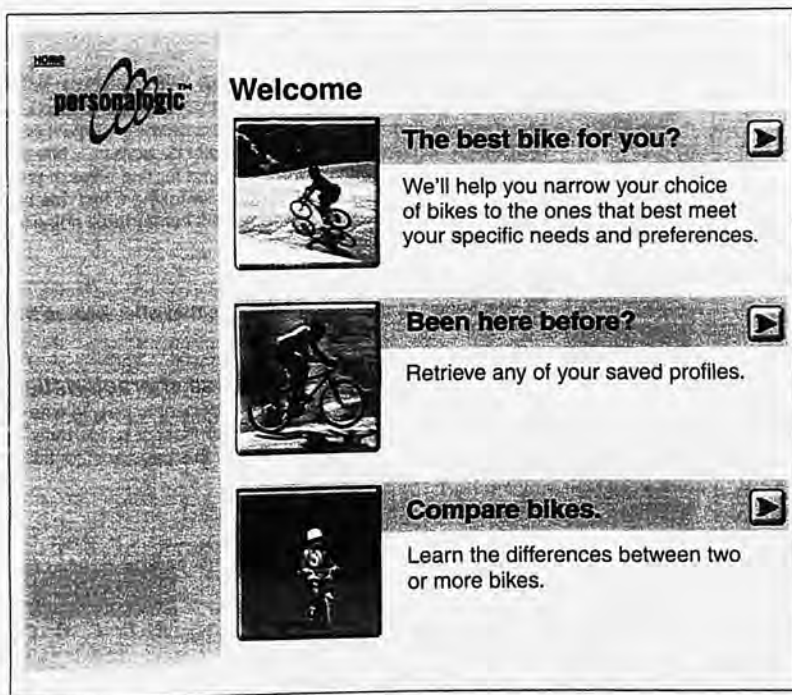 HOME
personalogic™
Welcome
The best bike for you?
We'll help you narrow your choice
of bikes to the ones that best meet
your specific needs and preferences.
Been here before?
Retrieve any of your saved profiles.
Compare bikes.
Learn the differences between two
or more bikes.